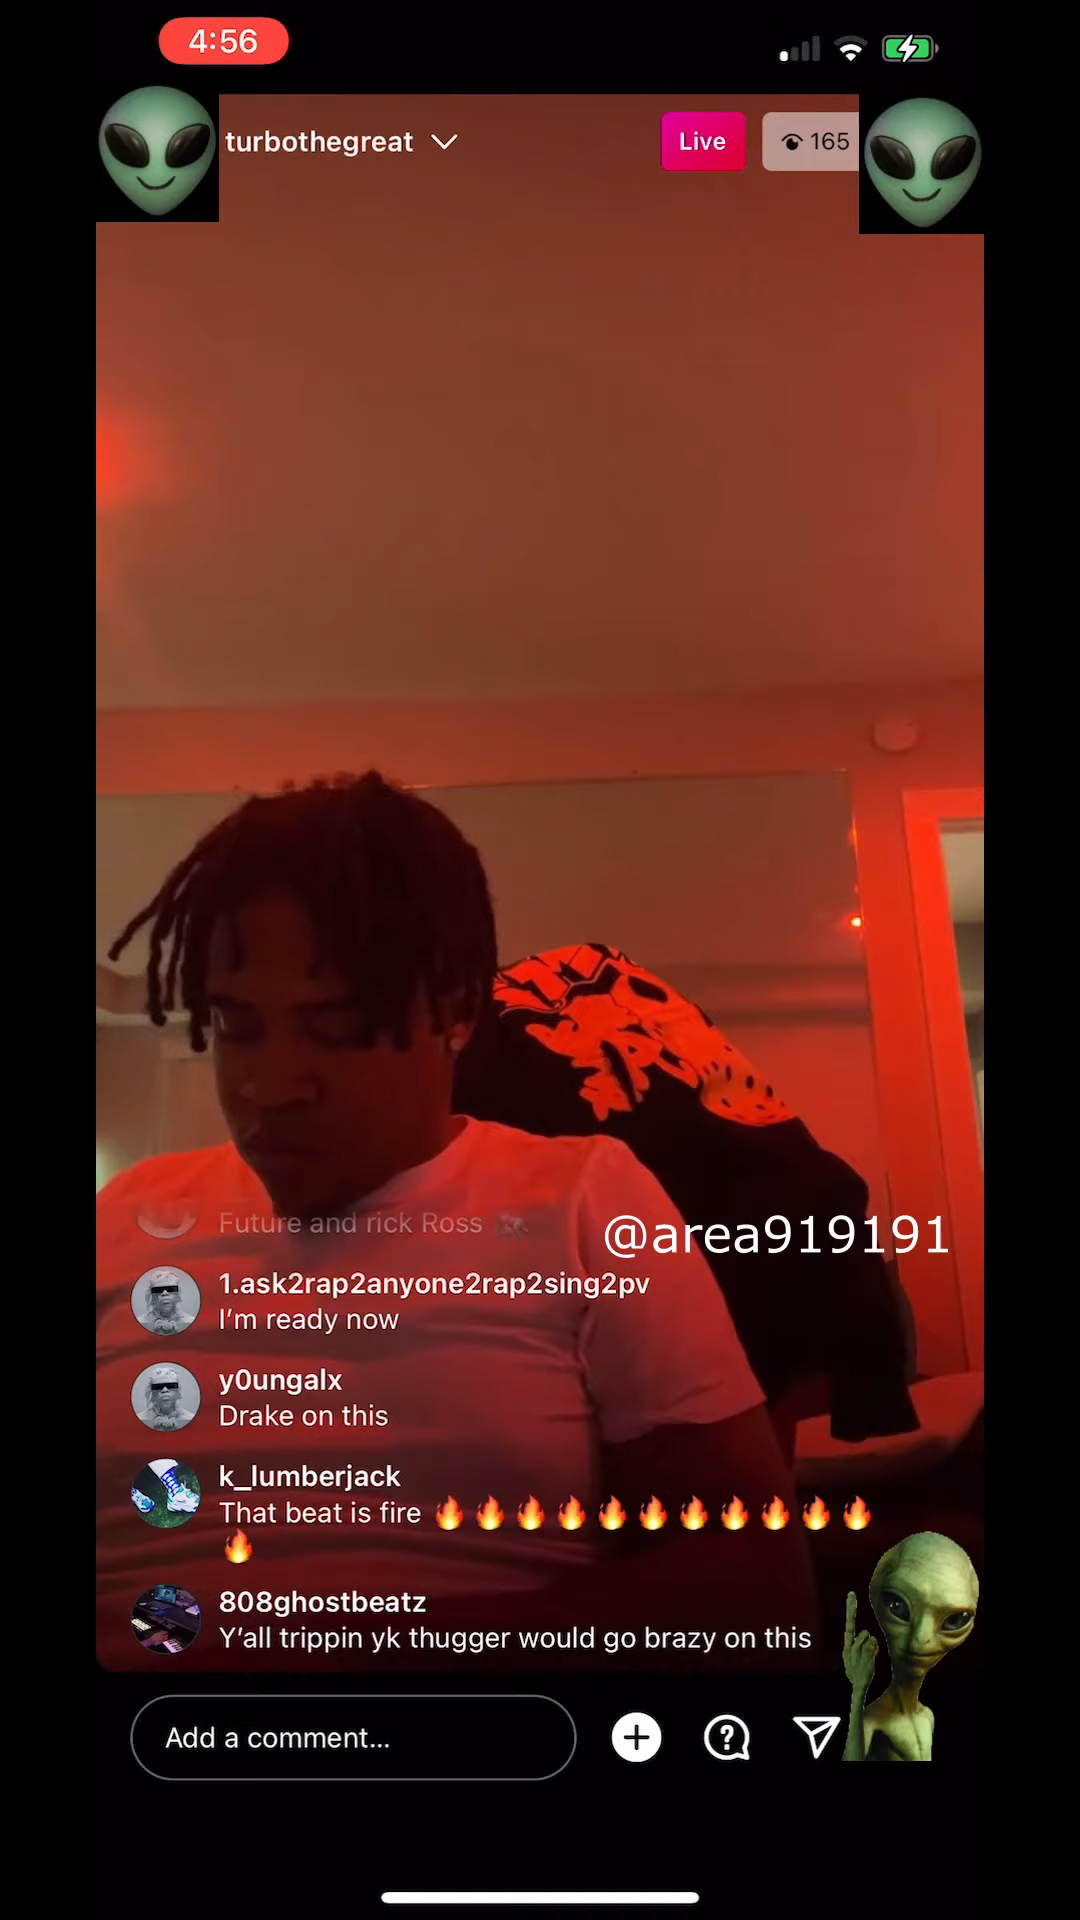 4:56
turbothegreat
Live
165
Future and rick Ross
@area919191
1.ask2rap2anyone2rap2sing2pv
I'm ready now
y0ungalx
Drake on this
k_lumberjack
That beat is fire 🔥🔥🔥🔥🔥🔥🔥🔥🔥🔥🔥
🔥
808ghostbeatz
Y'all trippin yk thugger would go brazy on this
Add a comment...